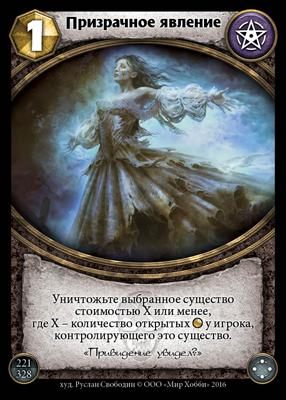 1
Призрачное явление
Уничтожьте выбранное существо
стоимостью X или менее,
где X – количество открытых у игрока,
контролирующего это существо.
«Привидение увидел?»
221
328
худ. Руслан Свободин © ООО «Мир Хобби» 2016